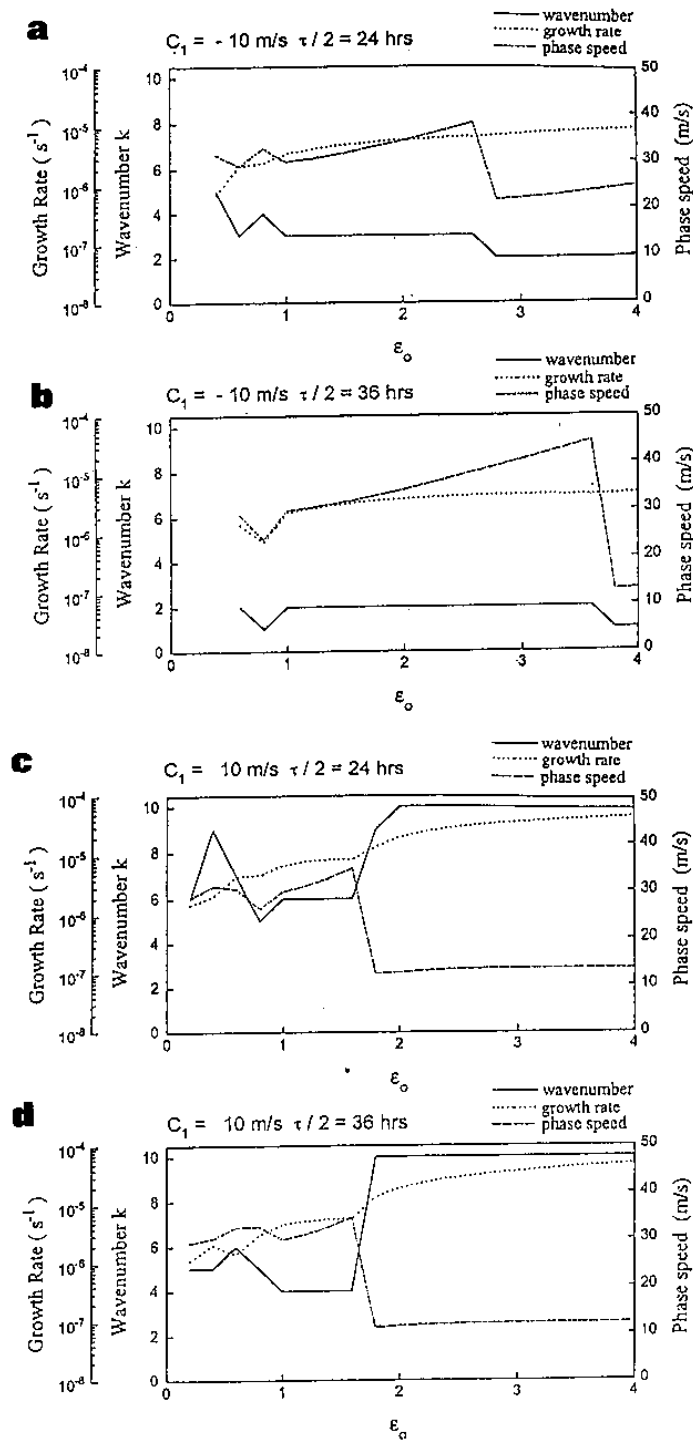 a
C₁ = - 10 m/s τ / 2 = 24 hrs
wavenumber
growth rate
phase speed
Growth Rate ( s⁻¹ )
10⁻⁴
10⁻⁵
10⁻⁶
10⁻⁷
10⁻⁸
Wavenumber k
10
8
6
4
2
0
50
40
30
20
10
0
Phase speed (m/s)
0 1 2 3 4
ε₀
b
C₁ = - 10 m/s τ / 2 = 36 hrs
wavenumber
growth rate
phase speed
Growth Rate ( s⁻¹ )
10⁻⁴
10⁻⁵
10⁻⁶
10⁻⁷
10⁻⁸
Wavenumber k
10
8
6
4
2
0
50
40
30
20
10
0
Phase speed (m/s)
0 1 2 3 4
ε₀
c
C₁ = 10 m/s τ / 2 = 24 hrs
wavenumber
growth rate
phase speed
Growth Rate ( s⁻¹ )
10⁻⁴
10⁻⁵
10⁻⁶
10⁻⁷
10⁻⁸
Wavenumber k
10
8
6
4
2
0
50
40
30
20
10
0
Phase speed (m/s)
0 1 2 3 4
ε₀
d
C₁ = 10 m/s τ / 2 = 36 hrs
wavenumber
growth rate
phase speed
Growth Rate ( s⁻¹ )
10⁻⁴
10⁻⁵
10⁻⁶
10⁻⁷
10⁻⁸
Wavenumber k
10
8
6
4
2
0
50
40
30
20
10
0
Phase speed (m/s)
0 1 2 3 4
ε₀